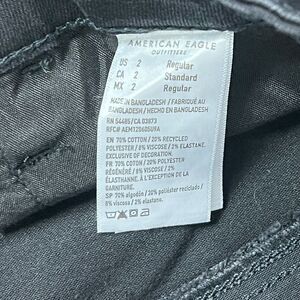 AMERICAN EAGLE
OUTFITTERS
US 2 Regular
CA 2 Standard
MX 2 Regular
MADE IN BANGLADESH / FABRIQUÉ AU
BANGLADESH / HECHO EN BANGLADESH
RN 54485/CA 03873
EN 70% COTTON / 20% RECYCLED
POLYESTER / 8% VISCOSE / 2% ELASTANE.
EXCLUSIVE OF DECORATION.
FR 70% COTON / 20% POLYESTER
RÉGÉNÉRÉ / 8% VISCOSE / 2%
ÉLASTHANNE. À L'EXCEPTION DE LA
GARNITURE.
SP 70% algodón / 20% poliéster reciclado /
8% viscosa / 2% elastano.